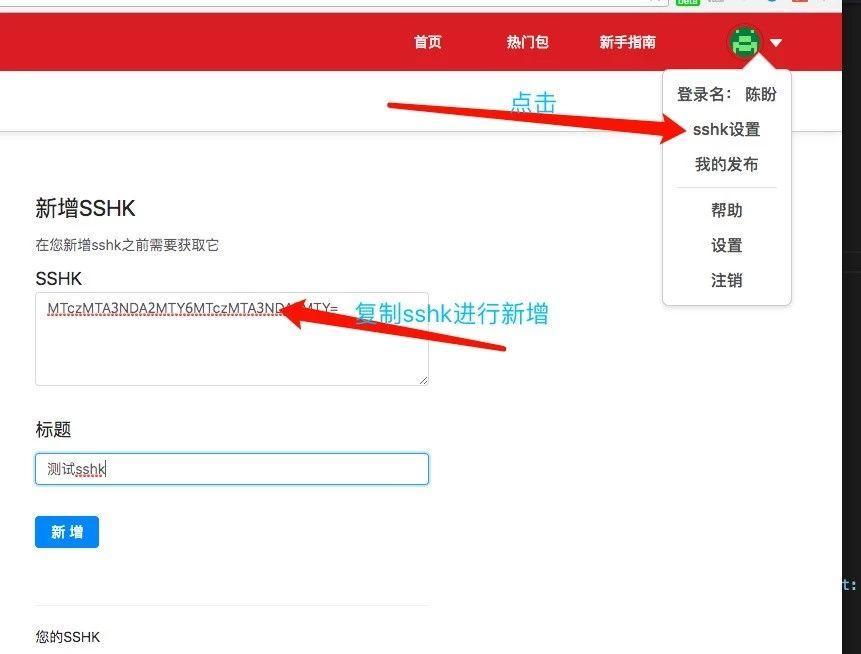 beta
首页 热门包 新手指南
登录名: 陈盼
点击
sshk设置
我的发布
帮助
设置
注销
新增SSHK
在您新增sshk之前需要获取它
SSHK
复制sshk进行新增
标题
测试sshk
新 增
您的SSHK
t: